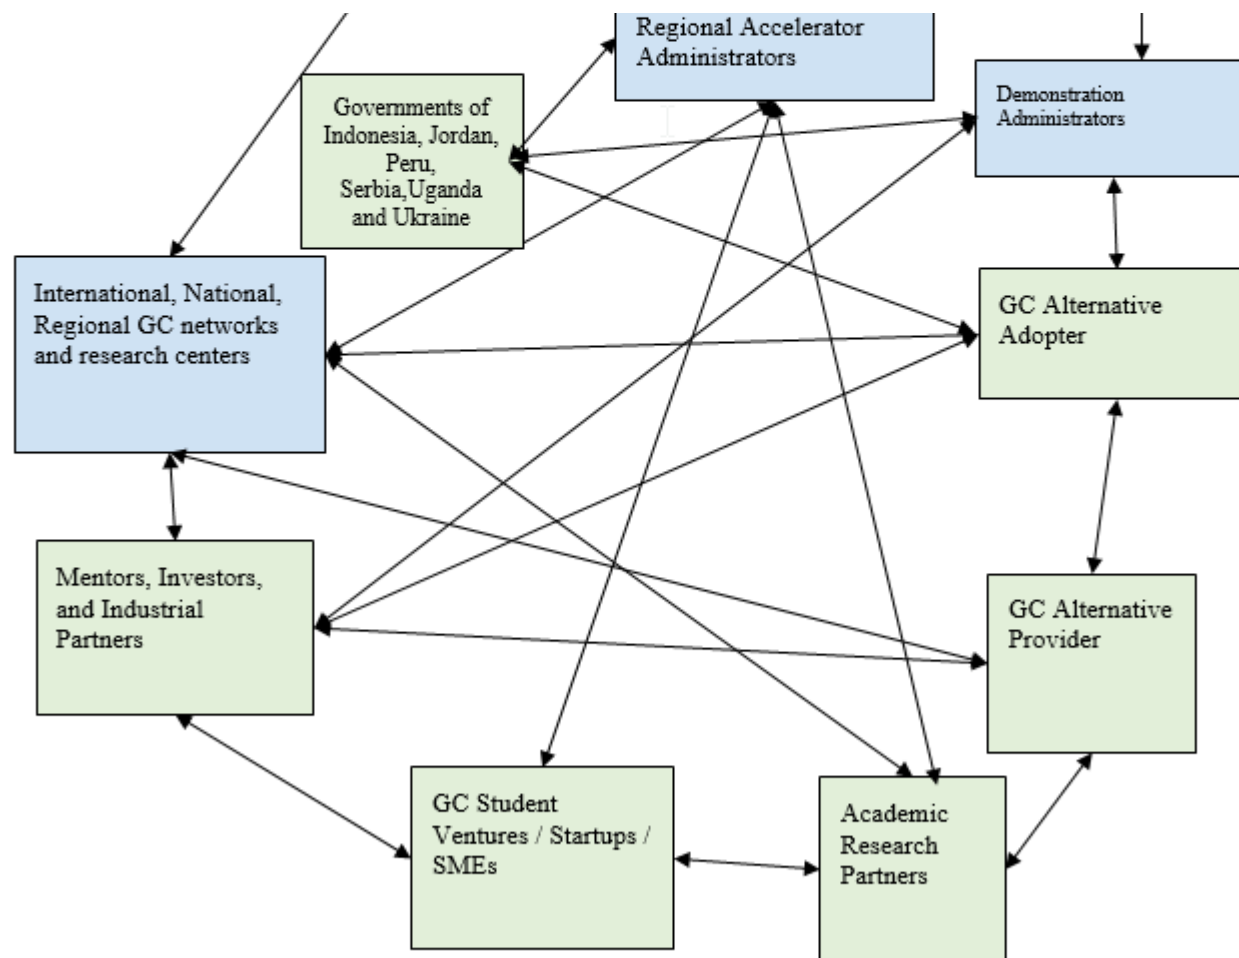 Regional Accelerator
Administrators
Governments of
Indonesia, Jordan,
Peru,
Serbia,Uganda
and Ukraine
Demonstration
Administrators
International, National,
Regional GC networks
and research centers
GC Alternative
Adopter
Mentors, Investors,
and Industrial
Partners
GC Alternative
Provider
GC Student
Ventures / Startups /
SMEs
Academic
Research
Partners